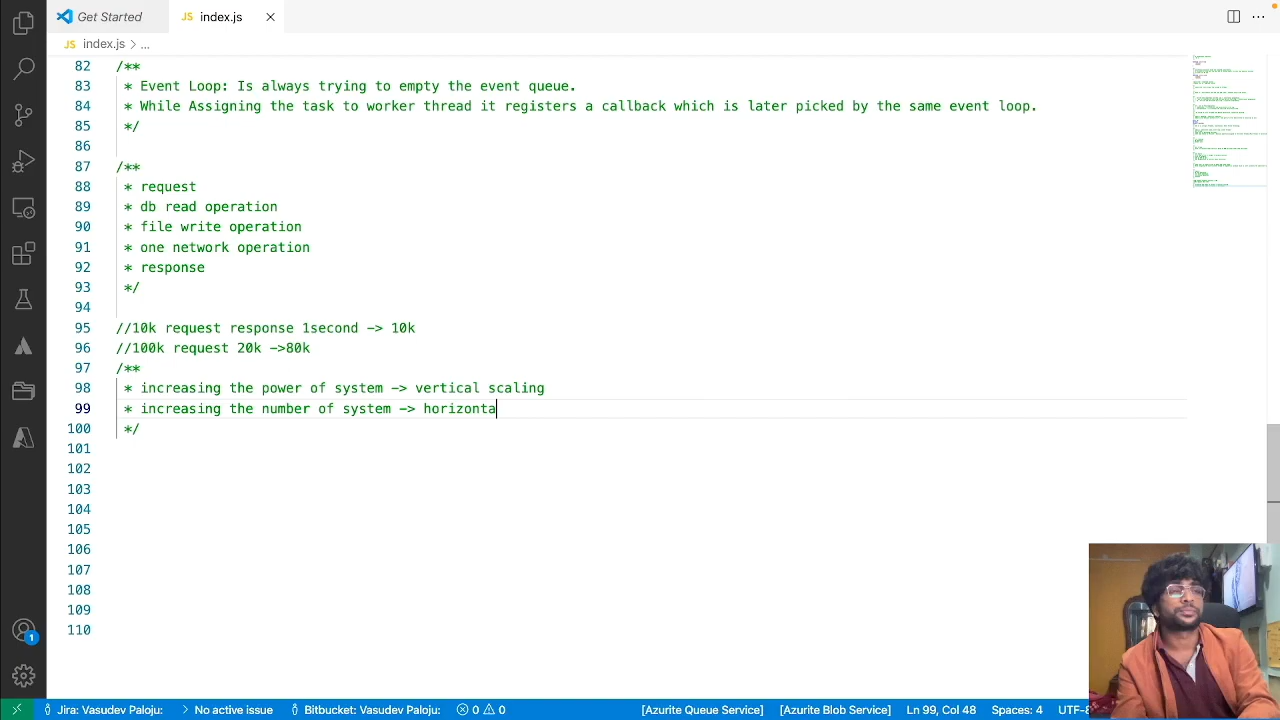 Get Started
JS index.js
JS index.js > ...
82 /**
83 * Event Loop: Is always trying to empty the event queue.
84 * While Assigning the task tv worker thread it registers a callback which is later picked by the same event loop.
85 */
86
87 /**
88 * request
89 * db read operation
90 * file write operation
91 * one network operation
92 * response
93 */
94
95 //10k request response 1second -> 10k
96 //100k request 20k ->80k
97 /**
98 * increasing the power of system -> vertical scaling
99 * increasing the number of system -> horizonta
100 */
101
102
103
104
105
106
107
108
109
110
1
Jira: Vasudev Paloju: No active issue Bitbucket: Vasudev Paloju: 0 0 [Azurite Queue Service] [Azurite Blob Service] Ln 99, Col 48 Spaces: 4 UTF-8